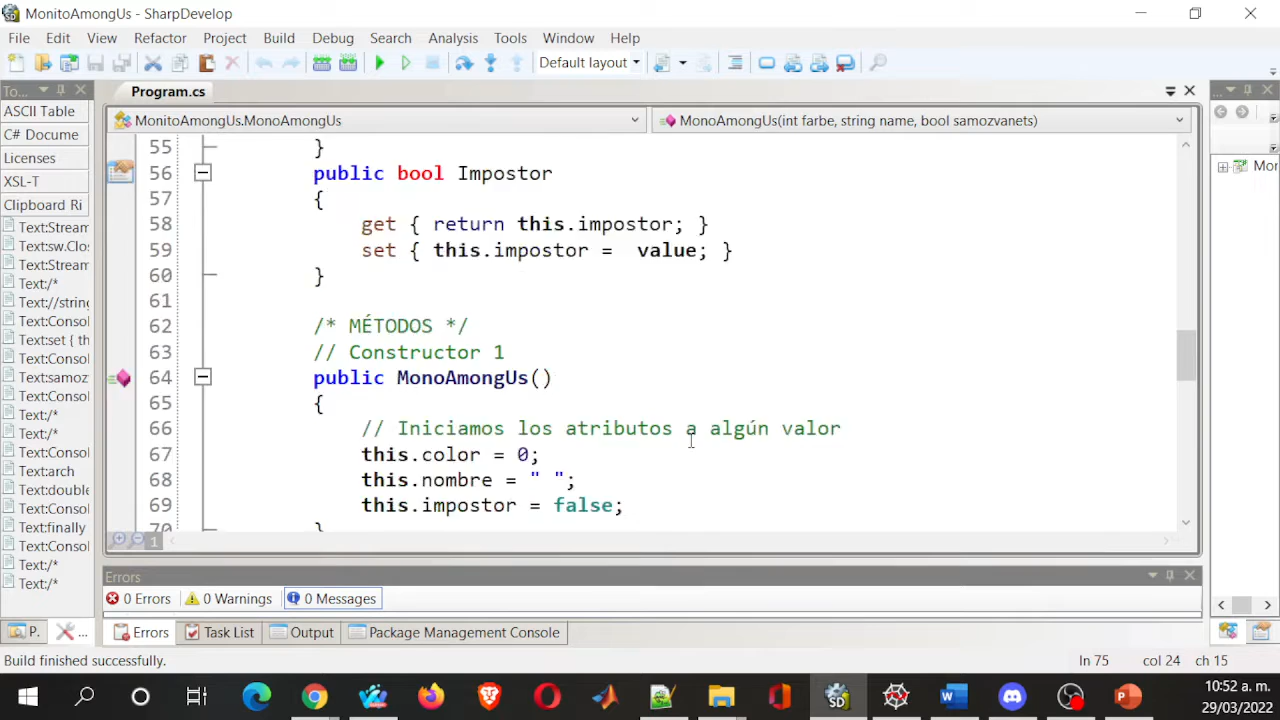 MonitoAmongUs - SharpDevelop
File Edit View Refactor Project Build Debug Search Analysis Tools Window Help
Default layout
To...
Program.cs
...
ASCII Table
MonitoAmongUs.MonoAmongUs
MonoAmongUs(int farbe, string name, bool samozvanets)
C# Docume
Licenses
XSL-T
Clipboard Ri
Text:Stream
Text:sw.Clos
Text:Stream
Text:/*
Text://string
Text:Consol
Text:set { th
Text:Consol
Text:samoz
Text:Consol
Text:/*
Text:/*
Text:arch
Text:double
Text:Consol
Text:finally
Text:Consol
Text:/*
Text:/*
55 }
56 public bool Impostor
57 {
58 get { return this.impostor; }
59 set { this.impostor =  value; }
60 }
61
62 /* MÉTODOS */
63 // Constructor 1
64 public MonoAmongUs()
65 {
66 // Iniciamos los atributos a algún valor
67 this.color = 0;
68 this.nombre = " ";
69 this.impostor = false;
70 }
1
Mor
Errors
0 Errors 0 Warnings 0 Messages
P. ...
Errors Task List Output Package Management Console
Build finished successfully.
ln 75 col 24 ch 15
10:52 a. m.
29/03/2022